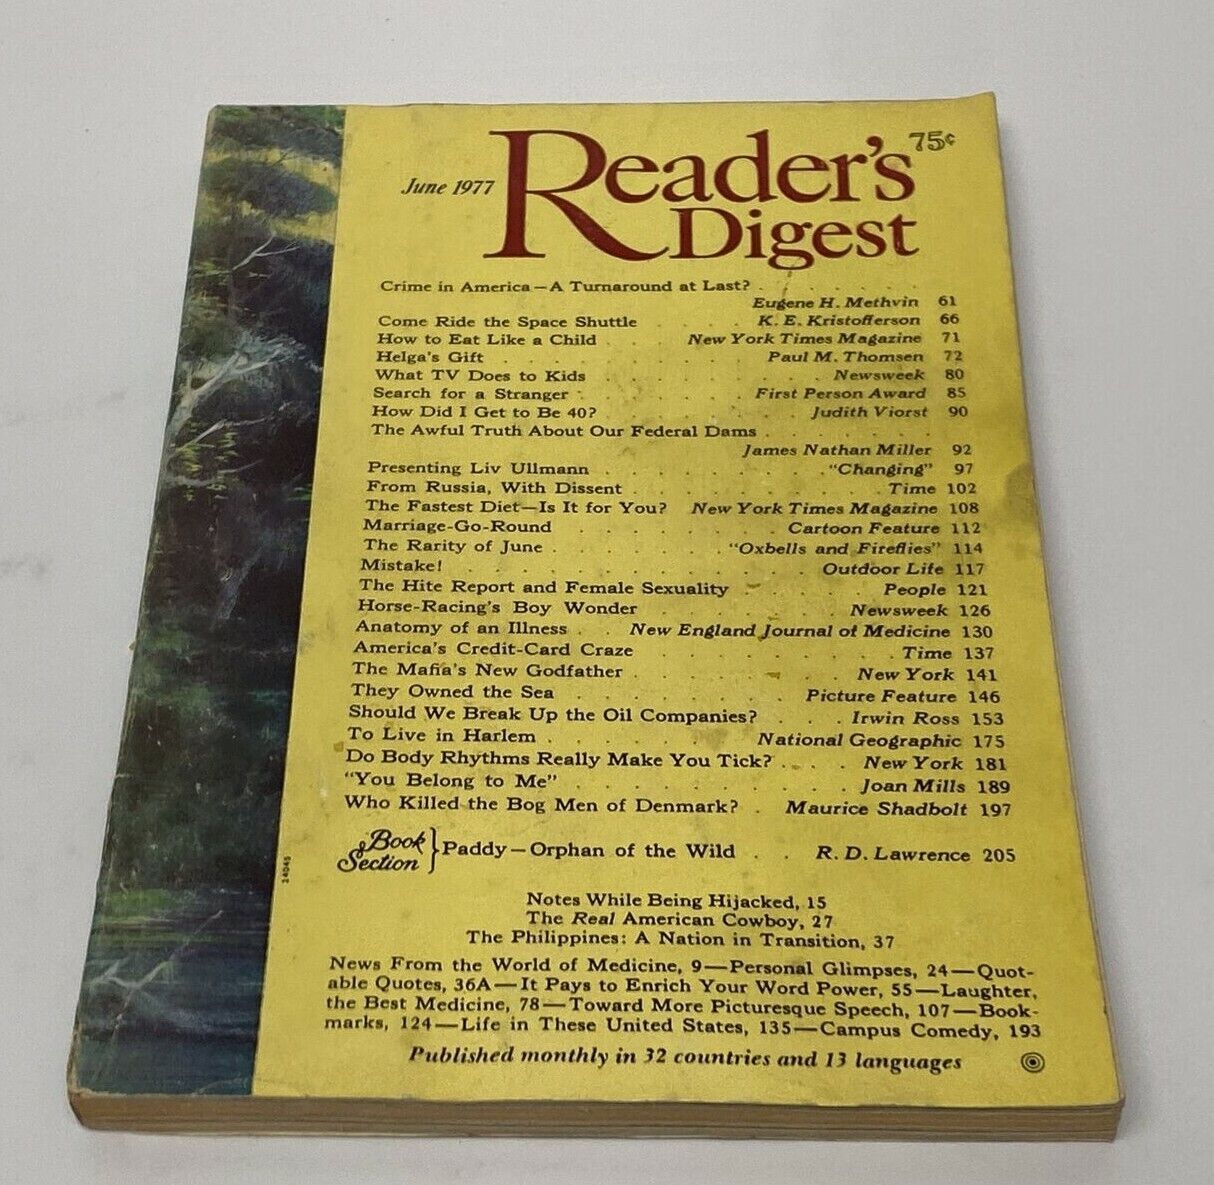 June 1977
Reader's 75¢
Digest
Crime in America—A Turnaround at Last? . . . . . .
Eugene H. Methvin 61
Come Ride the Space Shuttle . . . . K. E. Kristofferson 66
How to Eat Like a Child . . . New York Times Magazine 71
Helga's Gift . . . . . . . . . . Paul M. Thomsen 72
What TV Does to Kids . . . . . . . . . Newsweek 80
Search for a Stranger . . . . . . . First Person Award 85
How Did I Get to Be 40? . . . . . . . . Judith Viorst 90
The Awful Truth About Our Federal Dams . . . . . .
James Nathan Miller 92
Presenting Liv Ullmann . . . . . . . . . "Changing" 97
From Russia, With Dissent . . . . . . . . . . Time 102
The Fastest Diet—Is It for You? New York Times Magazine 108
Marriage-Go-Round . . . . . . . . Cartoon Feature 112
The Rarity of June . . . . . . . "Oxbells and Fireflies" 114
Mistake! . . . . . . . . . . . . . Outdoor Life 117
The Hite Report and Female Sexuality . . . . . People 121
Horse-Racing's Boy Wonder . . . . . . . Newsweek 126
Anatomy of an Illness . . New England Journal of Medicine 130
America's Credit-Card Craze . . . . . . . . . Time 137
The Mafia's New Godfather . . . . . . . . New York 141
They Owned the Sea . . . . . . . . Picture Feature 146
Should We Break Up the Oil Companies? . . . Irwin Ross 153
To Live in Harlem . . . . . . . National Geographic 175
Do Body Rhythms Really Make You Tick? . . . New York 181
"You Belong to Me" . . . . . . . . . . Joan Mills 189
Who Killed the Bog Men of Denmark? . Maurice Shadbolt 197
Book
Section } Paddy—Orphan of the Wild . . R. D. Lawrence 205
24045
Notes While Being Hijacked, 15
The Real American Cowboy, 27
The Philippines: A Nation in Transition, 37
News From the World of Medicine, 9—Personal Glimpses, 24—Quot-
able Quotes, 36A—It Pays to Enrich Your Word Power, 55—Laughter,
the Best Medicine, 78—Toward More Picturesque Speech, 107—Book-
marks, 124—Life in These United States, 135—Campus Comedy, 193
Published monthly in 32 countries and 13 languages